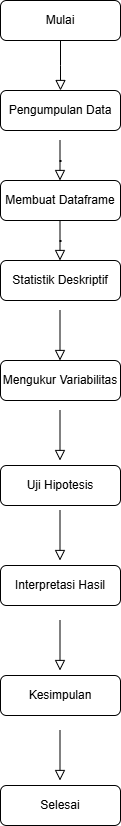 Mulai
Pengumpulan Data
Membuat Dataframe
Statistik Deskriptif
Mengukur Variabilitas
Uji Hipotesis
Interpretasi Hasil
Kesimpulan
Selesai